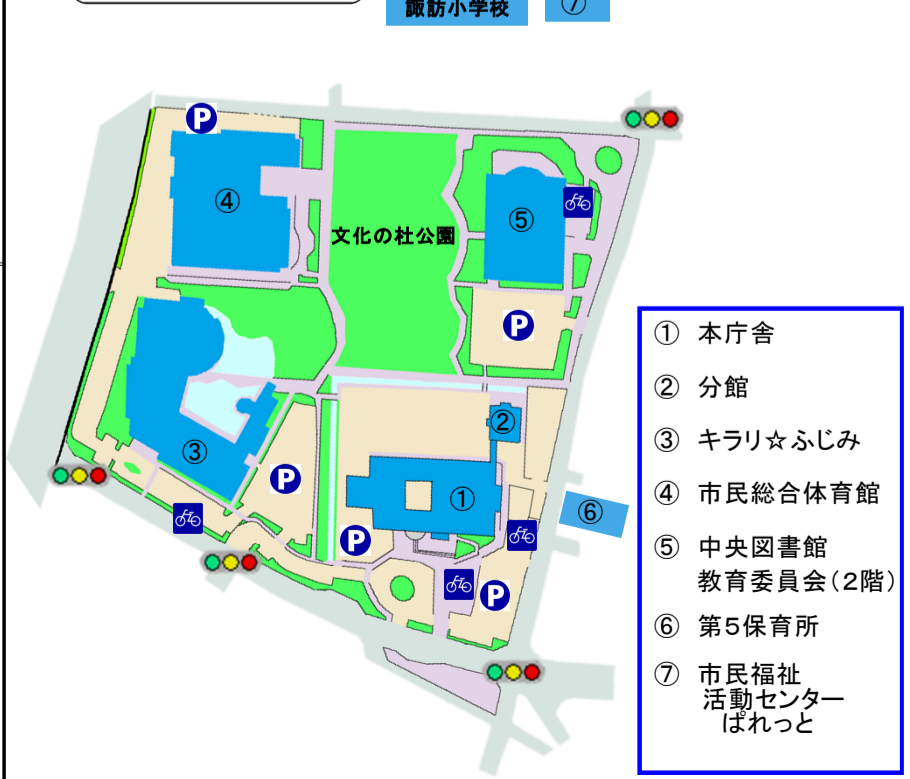 諏訪小学校
⑦
P
④
⑤
文化の杜公園
P
②
③
P
①
⑥
P
P
① 本庁舎
② 分館
③ キラリ☆ふじみ
④ 市民総合体育館
⑤ 中央図書館
教育委員会(2階)
⑥ 第5保育所
⑦ 市民福祉
活動センター
ぱれっと